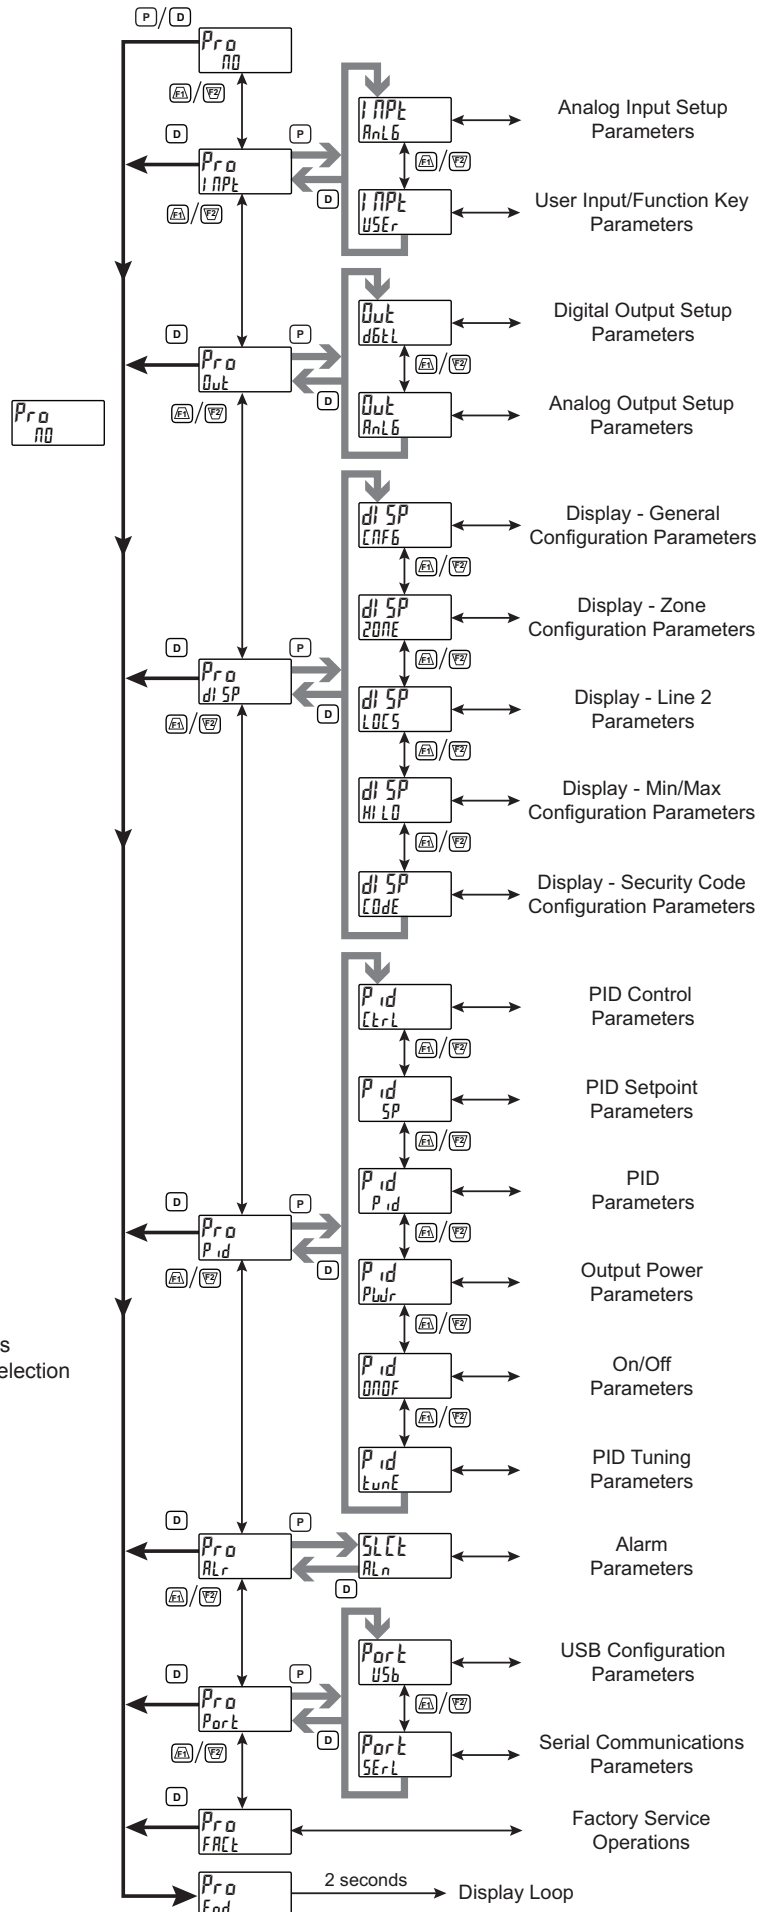 P/D
Pro
NO
F1/F2
D
P
Pro
INPt
D
F1/F2
INPt
AnLG
Analog Input Setup
Parameters
F1/F2
INPt
USEr
User Input/Function Key
Parameters
D
P
Pro
Out
D
F1/F2
Out
dGtL
Digital Output Setup
Parameters
F1/F2
Out
AnLG
Analog Output Setup
Parameters
Pro
NO
D
P
Pro
dISP
D
F1/F2
dISP
CNFG
Display - General
Configuration Parameters
F1/F2
dISP
ZONE
Display - Zone
Configuration Parameters
F1/F2
dISP
LOCS
Display - Line 2
Parameters
F1/F2
dISP
HILO
Display - Min/Max
Configuration Parameters
F1/F2
dISP
COdE
Display - Security Code
Configuration Parameters
D
P
Pro
Pid
D
F1/F2
Pid
CtrL
PID Control
Parameters
F1/F2
Pid
SP
PID Setpoint
Parameters
F1/F2
Pid
Pid
PID
Parameters
F1/F2
Pid
PWr
Output Power
Parameters
F1/F2
Pid
ONOF
On/Off
Parameters
F1/F2
Pid
tunE
PID Tuning
Parameters
s
election
D
P
Pro
ALr
D
F1/F2
SLCt
ALn
Alarm
Parameters
D
P
Pro
Port
D
F1/F2
Port
USb
USB Configuration
Parameters
F1/F2
Port
SErL
Serial Communications
Parameters
D
Pro
FACt
Factory Service
Operations
Pro
End
2 seconds
Display Loop